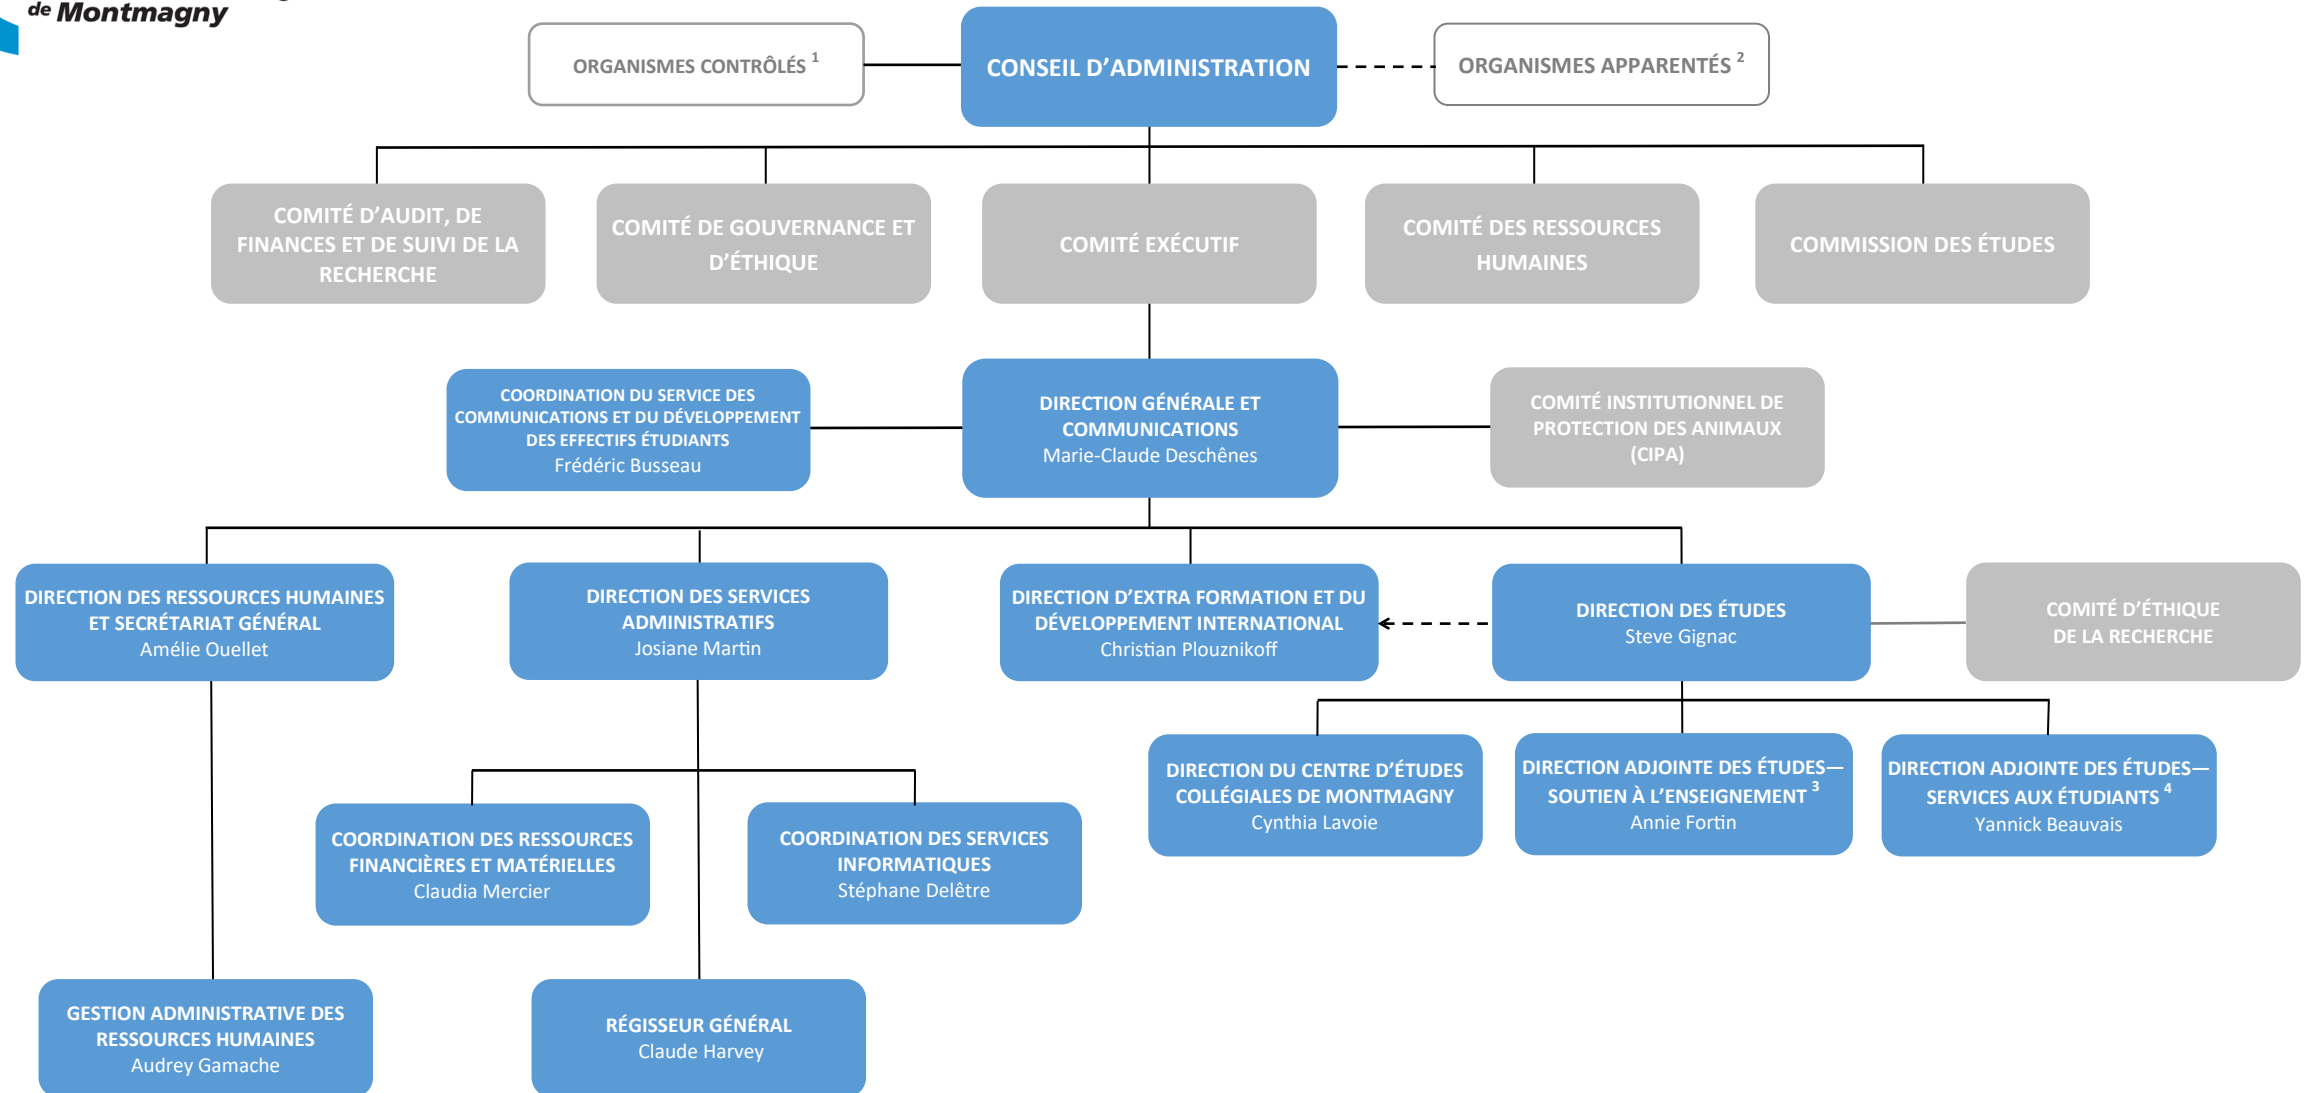 de Montmagny
ORGANISMES CONTRÔLÉS 1
CONSEIL D'ADMINISTRATION
ORGANISMES APPARENTÉS 2
COMITÉ D'AUDIT, DE
FINANCES ET DE SUIVI DE LA
RECHERCHE
COMITÉ DE GOUVERNANCE ET
D'ÉTHIQUE
COMITÉ EXÉCUTIF
COMITÉ DES RESSOURCES
HUMAINES
COMMISSION DES ÉTUDES
COORDINATION DU SERVICE DES
COMMUNICATIONS ET DU DÉVELOPPEMENT
DES EFFECTIFS ÉTUDIANTS
Frédéric Busseau
DIRECTION GÉNÉRALE ET
COMMUNICATIONS
Marie-Claude Deschênes
COMITÉ INSTITUTIONNEL DE
PROTECTION DES ANIMAUX
(CIPA)
DIRECTION DES RESSOURCES HUMAINES
ET SECRÉTARIAT GÉNÉRAL
Amélie Ouellet
DIRECTION DES SERVICES
ADMINISTRATIFS
Josiane Martin
DIRECTION D'EXTRA FORMATION ET DU
DÉVELOPPEMENT INTERNATIONAL
Christian Plouznikoff
DIRECTION DES ÉTUDES
Steve Gignac
COMITÉ D'ÉTHIQUE
DE LA RECHERCHE
DIRECTION DU CENTRE D'ÉTUDES
COLLÉGIALES DE MONTMAGNY
Cynthia Lavoie
DIRECTION ADJOINTE DES ÉTUDES—
SOUTIEN À L'ENSEIGNEMENT 3
Annie Fortin
DIRECTION ADJOINTE DES ÉTUDES—
SERVICES AUX ÉTUDIANTS 4
Yannick Beauvais
COORDINATION DES RESSOURCES
FINANCIÈRES ET MATÉRIELLES
Claudia Mercier
COORDINATION DES SERVICES
INFORMATIQUES
Stéphane Delêtre
GESTION ADMINISTRATIVE DES
RESSOURCES HUMAINES
Audrey Gamache
RÉGISSEUR GÉNÉRAL
Claude Harvey